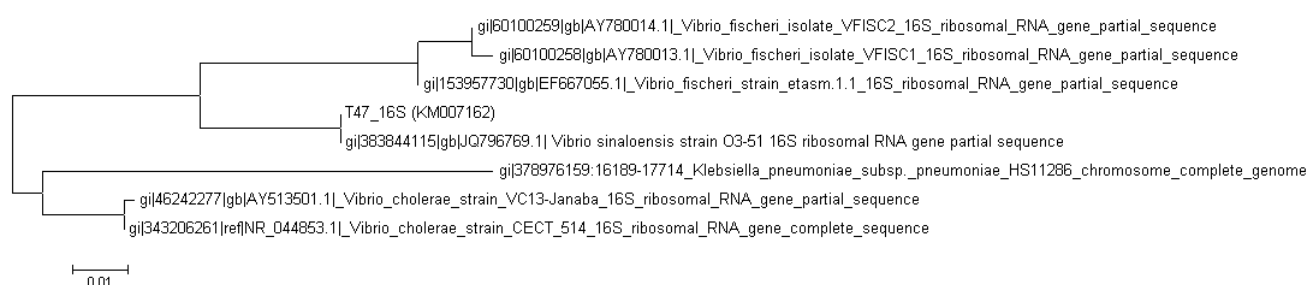 gi|60100259|gb|AY780014.1|_Vibrio_fischeri_isolate_VFISC2_16S_ribosomal_RNA_gene_partial_sequence
gi|60100258|gb|AY780013.1|_Vibrio_fischeri_isolate_VFISC1_16S_ribosomal_RNA_gene_partial_sequence
gi|153957730|gb|EF667055.1|_Vibrio_fischeri_strain_etasm.1.1_16S_ribosomal_RNA_gene_partial_sequence
T47_16S (KM007162)
gi|383844115|gb|JQ796769.1| Vibrio sinaloensis strain O3-51 16S ribosomal RNA gene partial sequence
gi|378976159:16189-17714_Klebsiella_pneumoniae_subsp._pneumoniae_HS11286_chromosome_complete_genome
gi|46242277|gb|AY513501.1|_Vibrio_cholerae_strain_VC13-Janaba_16S_ribosomal_RNA_gene_partial_sequence
gi|343206261|ref|NR_044853.1|_Vibrio_cholerae_strain_CECT_514_16S_ribosomal_RNA_gene_complete_sequence
0.01